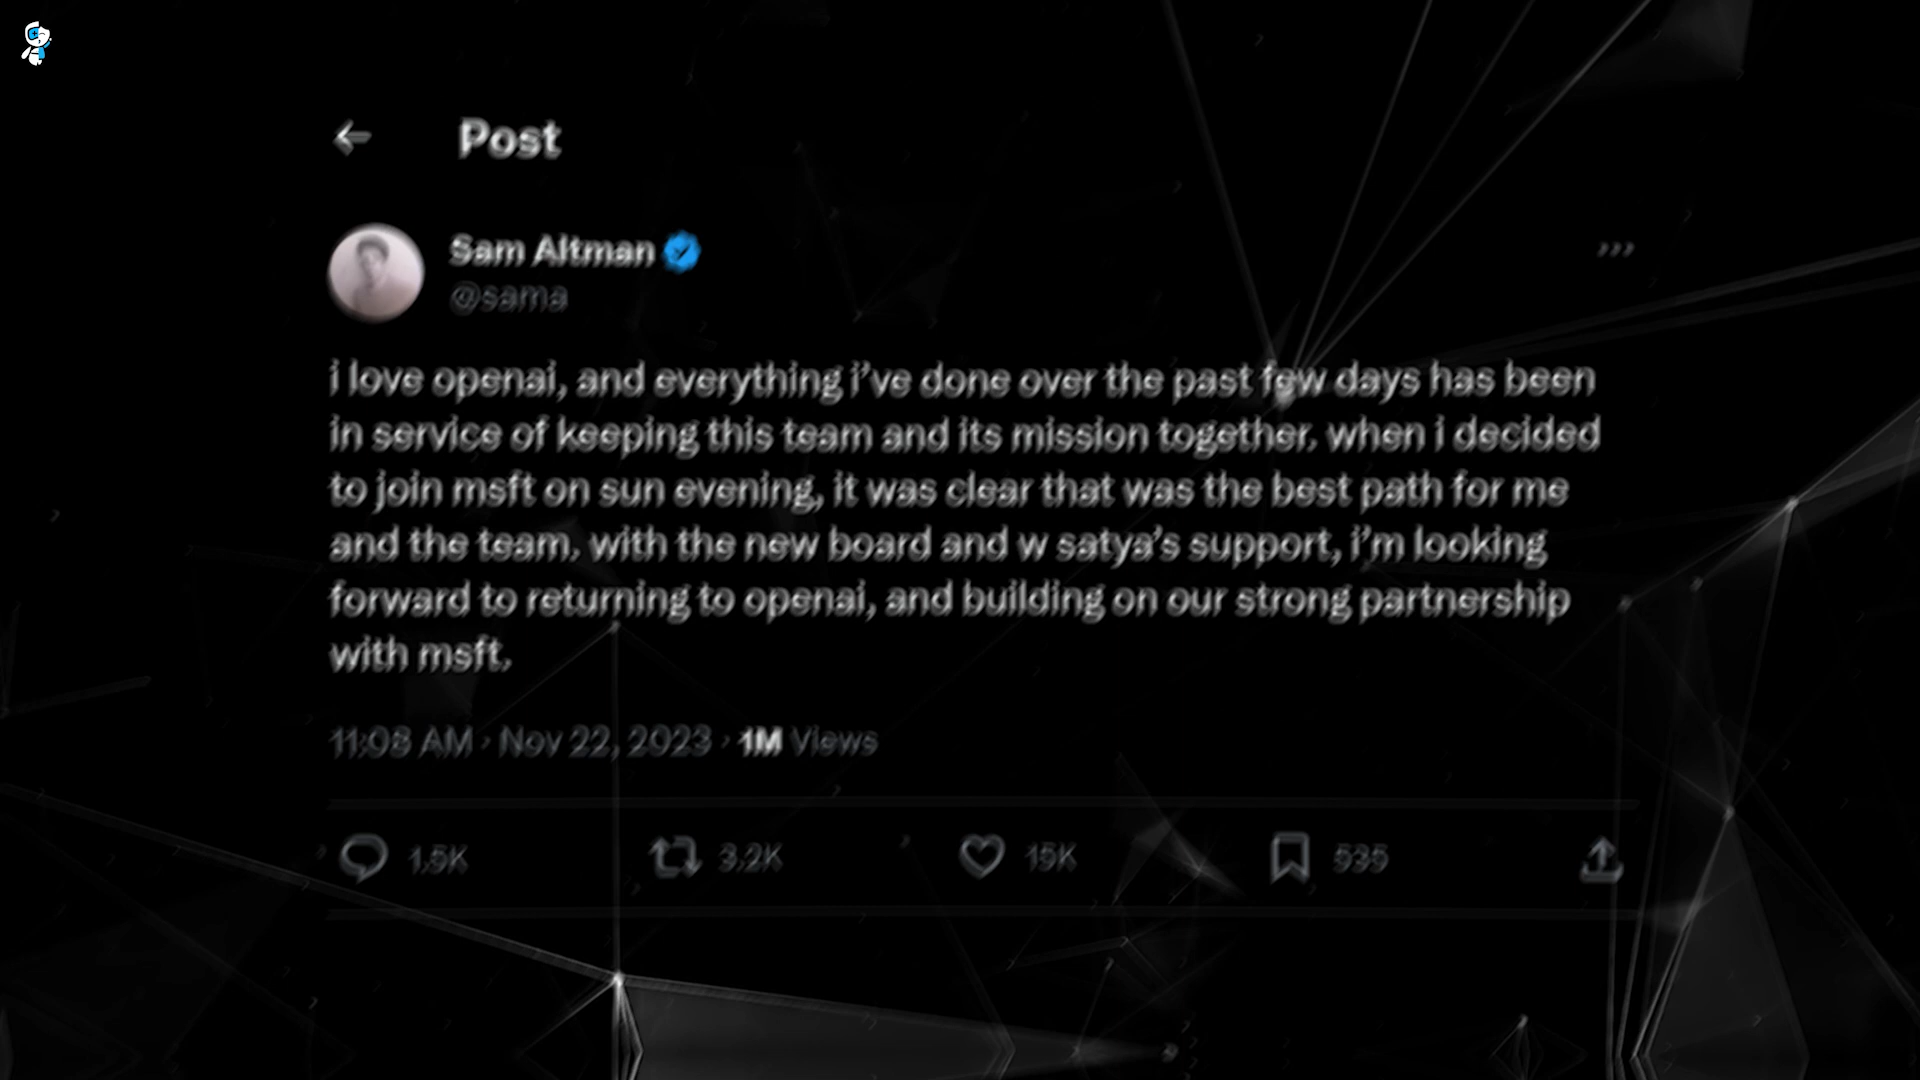 Post
Sam Altman
@sama
i love openai, and everything i've done over the past few days has been
in service of keeping this team and its mission together. when i decided
to join msft on sun evening, it was clear that was the best path for me
and the team. with the new board and w satya's support, i'm looking
forward to returning to openai, and building on our strong partnership
with msft.
11:08 AM · Nov 22, 2023 · 1M Views
1.5K 3.2K 15K 535